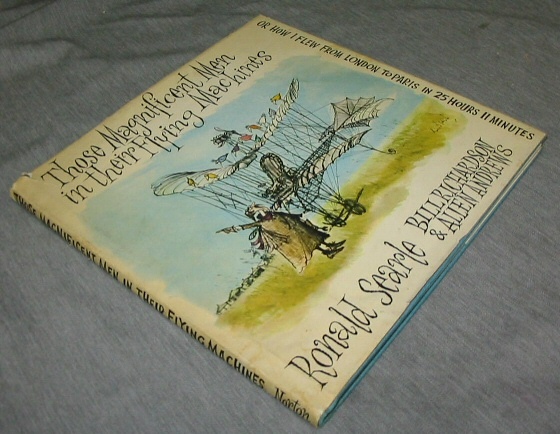 OR HOW I FLEW FROM LONDON TO PARIS IN 25 HOURS 11 MINUTES
Those Magnificent Men
in their Flying Machines
Ronald Searle
BILL RICHARDSON
& ALLEN ANDREWS
THOSE MAGNIFICENT MEN IN THEIR FLYING MACHINES
Norton